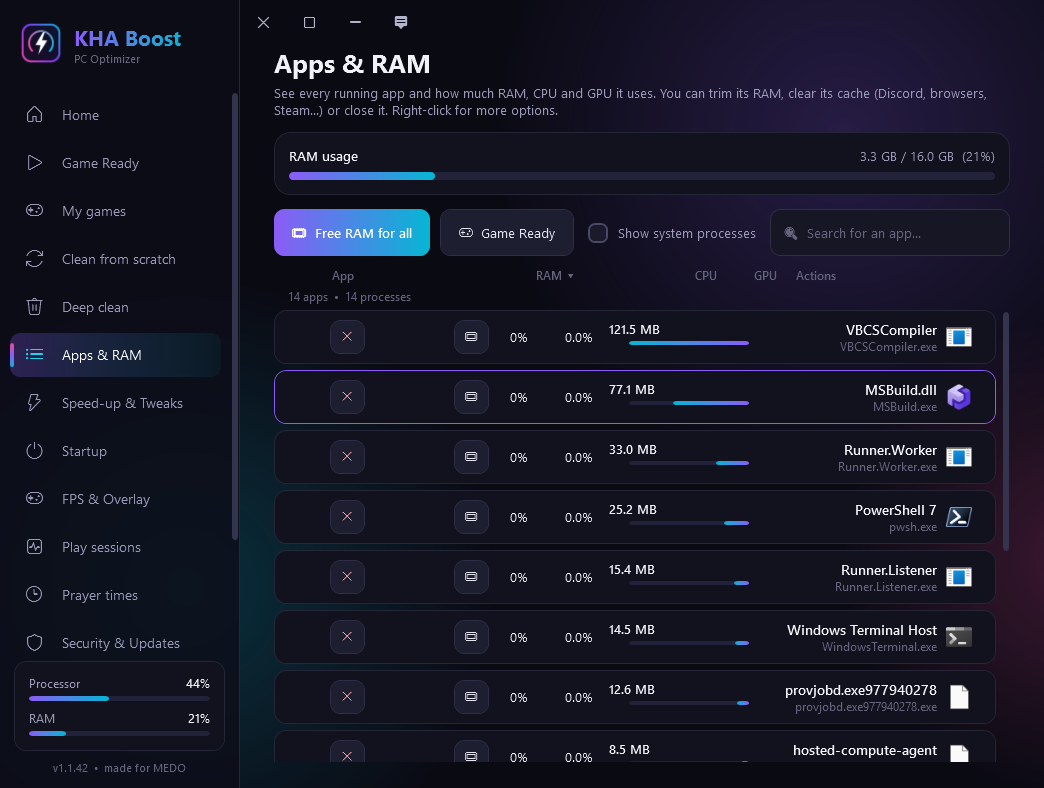 KHA Boost
PC Optimizer
Home
Game Ready
My games
Clean from scratch
Deep clean
Apps & RAM
Speed-up & Tweaks
Startup
FPS & Overlay
Play sessions
Prayer times
Security & Updates
Processor 44%
RAM 21%
v1.1.42 • made for MEDO
Apps & RAM
See every running app and how much RAM, CPU and GPU it uses. You can trim its RAM, clear its cache (Discord, browsers,
Steam...) or close it. Right-click for more options.
RAM usage 3.3 GB / 16.0 GB (21%)
Free RAM for all Game Ready Show system processes Search for an app...
App RAM ▾ CPU GPU Actions
14 apps • 14 processes
0% 0.0% 121.5 MB VBCSCompiler
VBCSCompiler.exe
0% 0.0% 77.1 MB MSBuild.dll
MSBuild.exe
0% 0.0% 33.0 MB Runner.Worker
Runner.Worker.exe
0% 0.0% 25.2 MB PowerShell 7
pwsh.exe
0% 0.0% 15.4 MB Runner.Listener
Runner.Listener.exe
0% 0.0% 14.5 MB Windows Terminal Host
WindowsTerminal.exe
0% 0.0% 12.6 MB provjobd.exe977940278
provjobd.exe977940278.exe
0% 0.0% 8.5 MB hosted-compute-agent